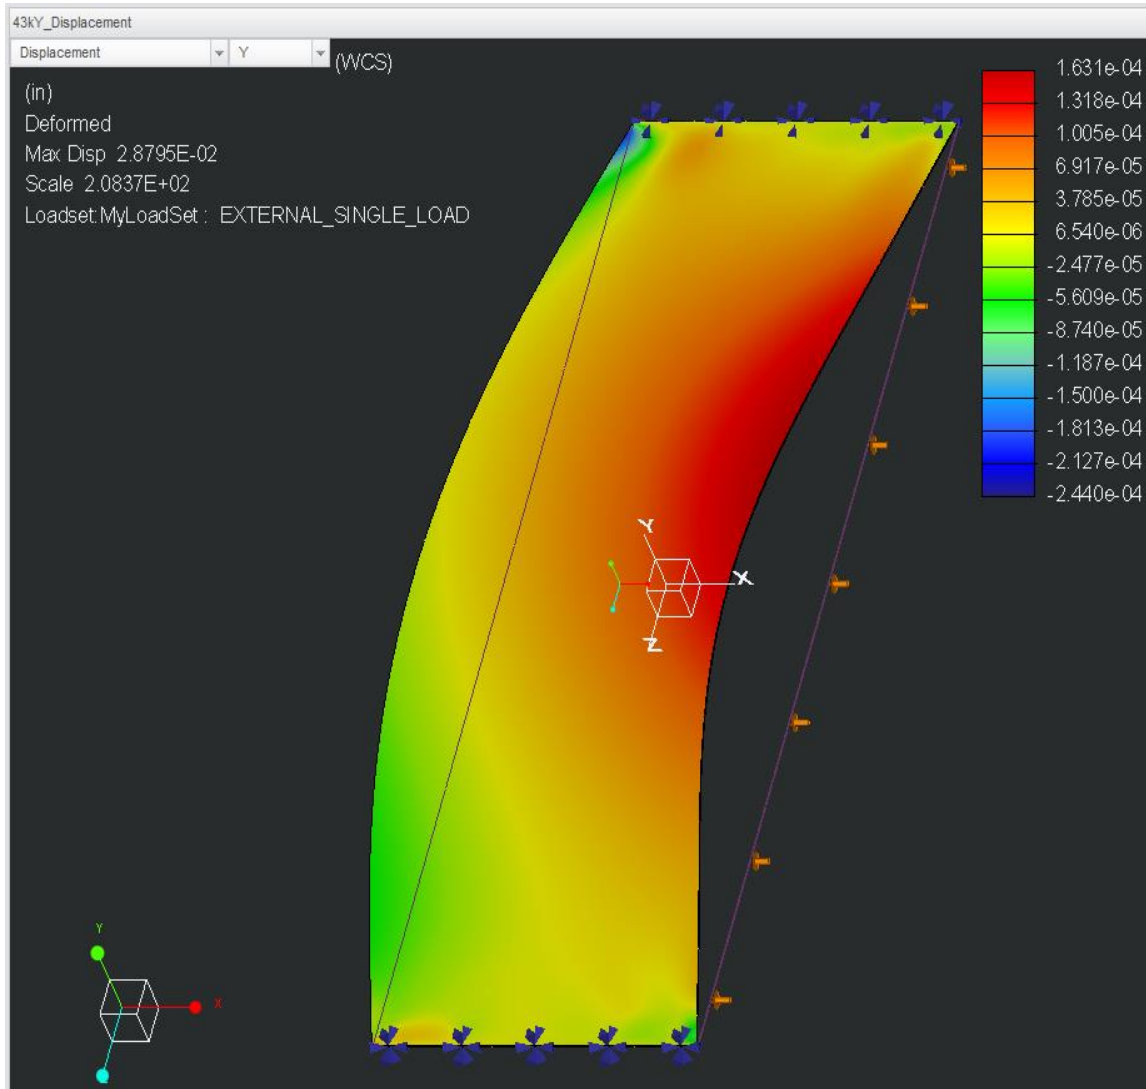 43kY_Displacement
Displacement Y
(WCS)
(in)
Deformed
Max Disp 2.8795E-02
Scale 2.0837E+02
Loadset:MyLoadSet : EXTERNAL_SINGLE_LOAD
1.631e-04
1.318e-04
1.005e-04
6.917e-05
3.785e-05
6.540e-06
-2.477e-05
-5.609e-05
-8.740e-05
-1.187e-04
-1.500e-04
-1.813e-04
-2.127e-04
-2.440e-04
Y
X
Z
Y
X
Z